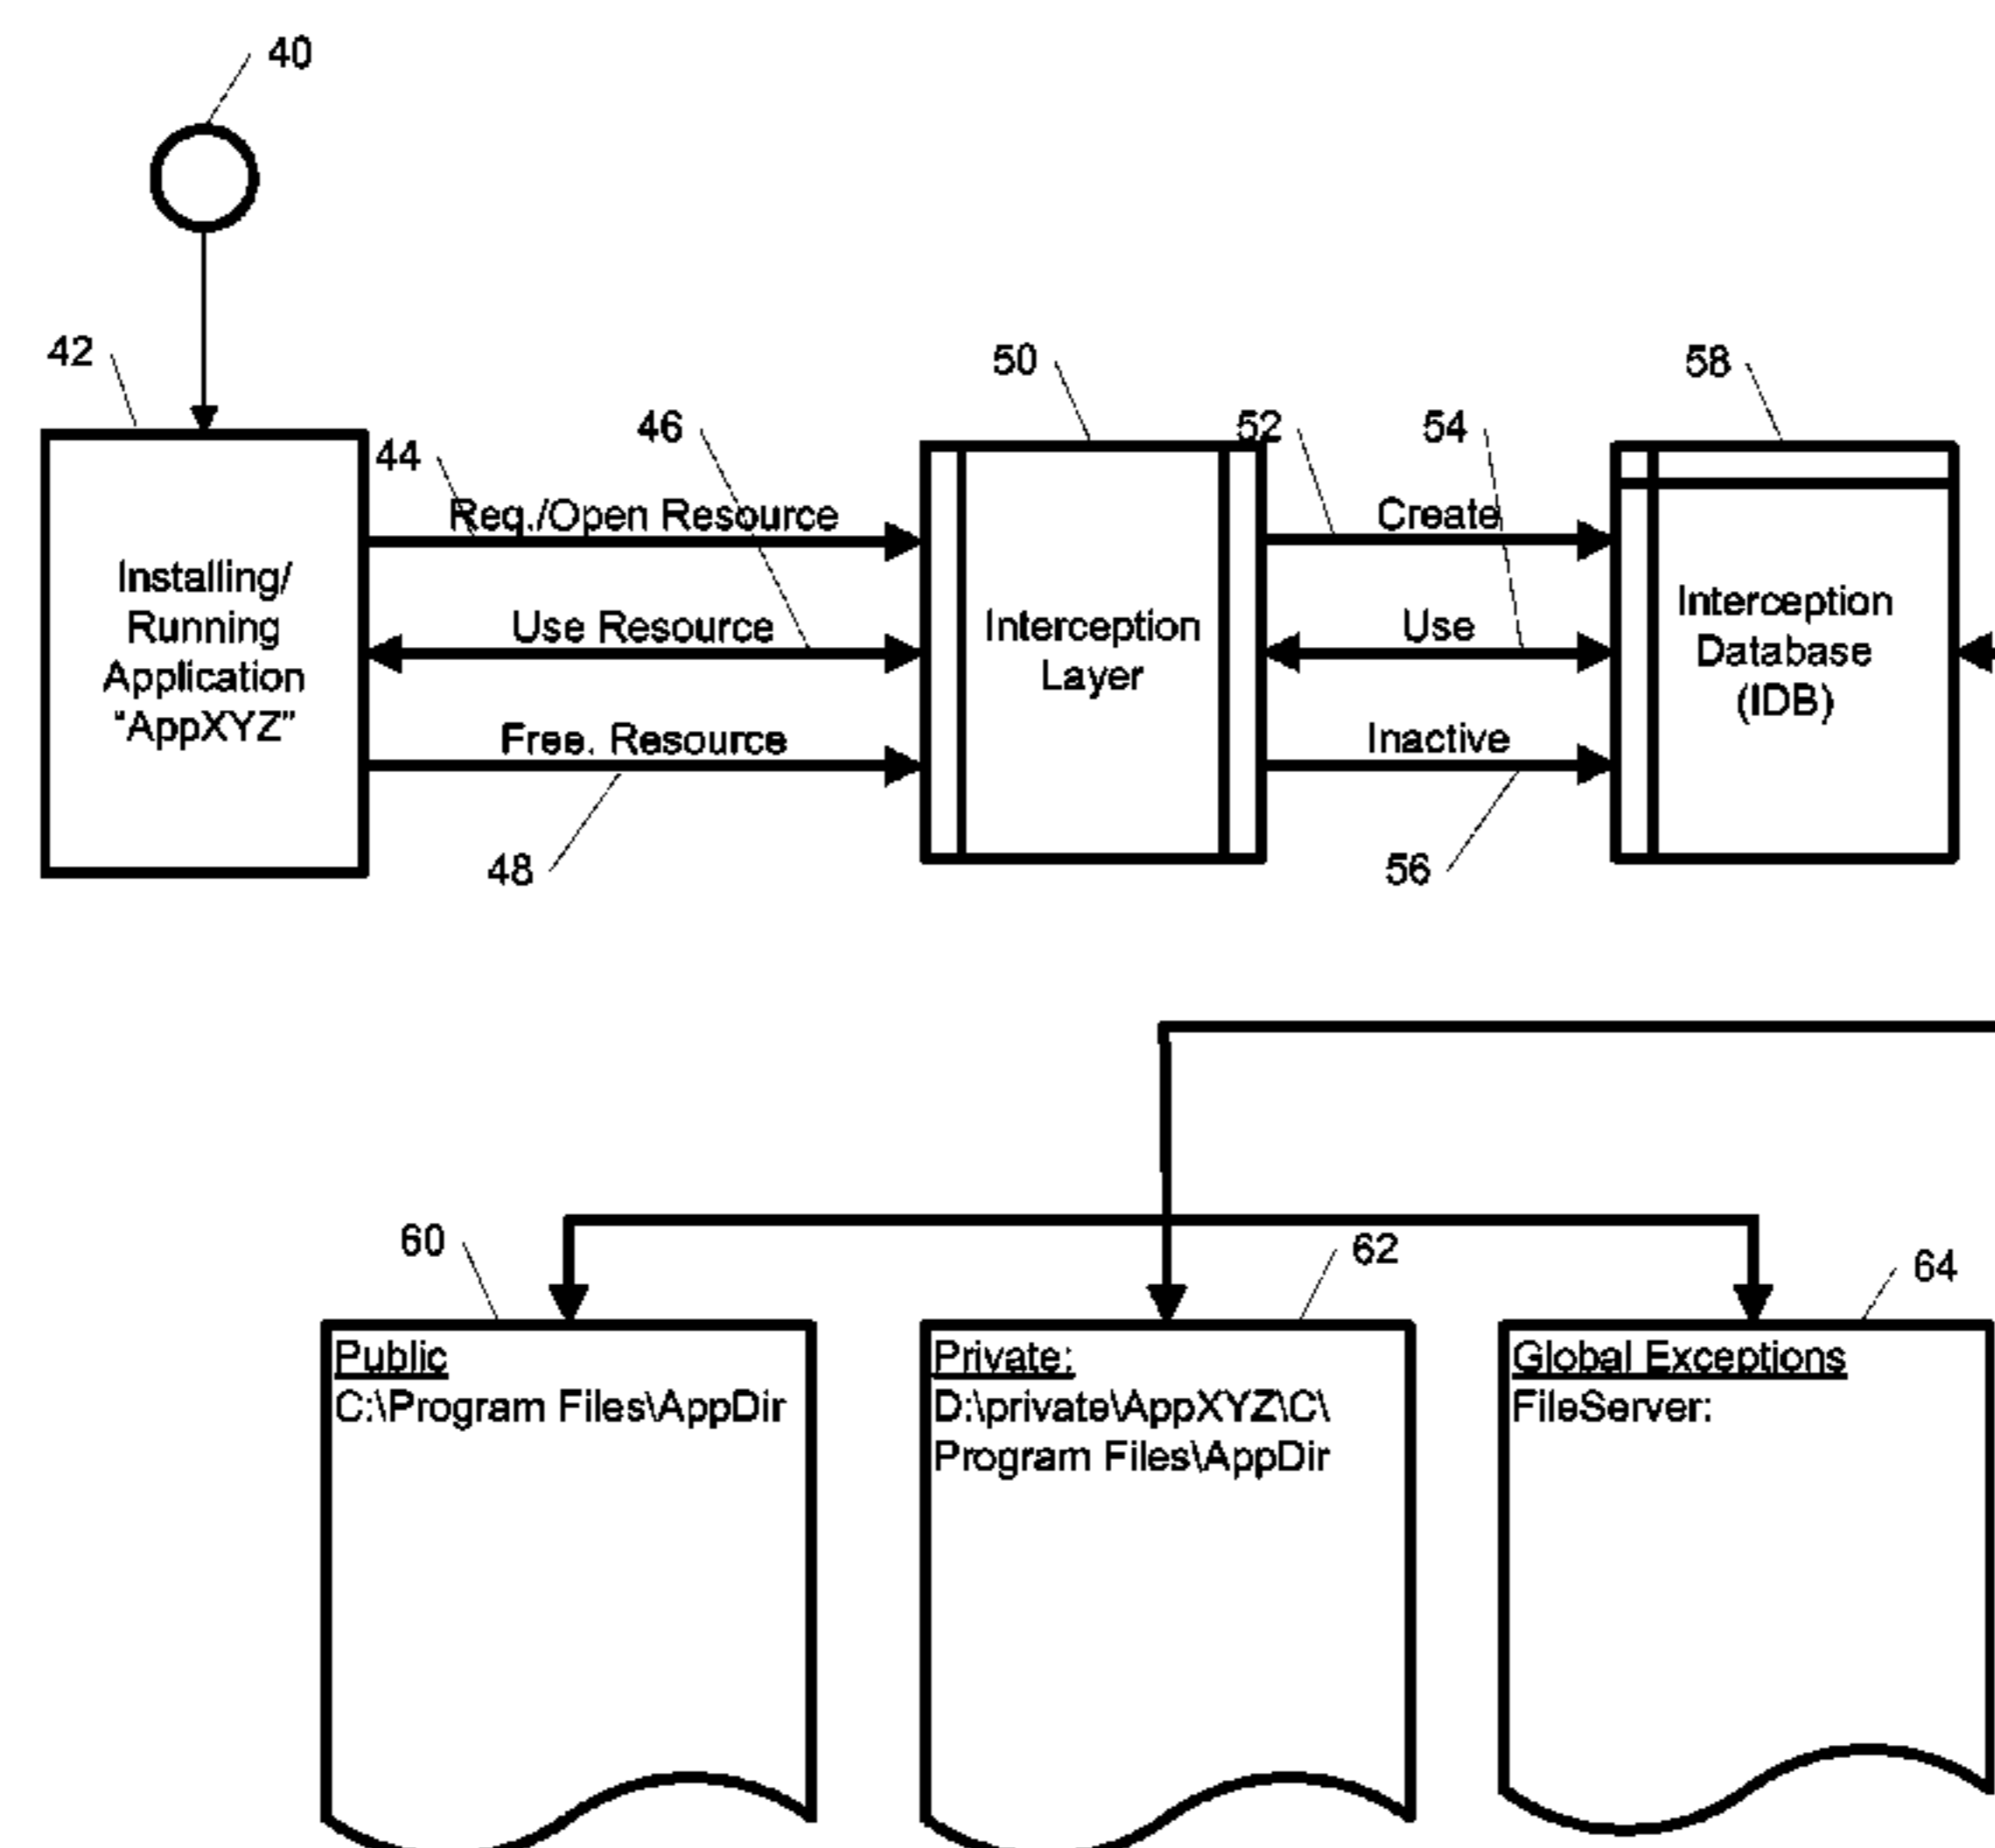 40
42
50
58
44
46
52
54
Req./Open Resource
Create
Installing/
Running
Application
"AppXYZ"
Use Resource
Interception
Layer
Use
Interception
Database
(IDB)
Free. Resource
Inactive
48
56
60
62
64
Public
C:\Program Files\AppDir
Private:
D:\private\AppXYZ\C\
Program Files\AppDir
Global Exceptions
FileServer: